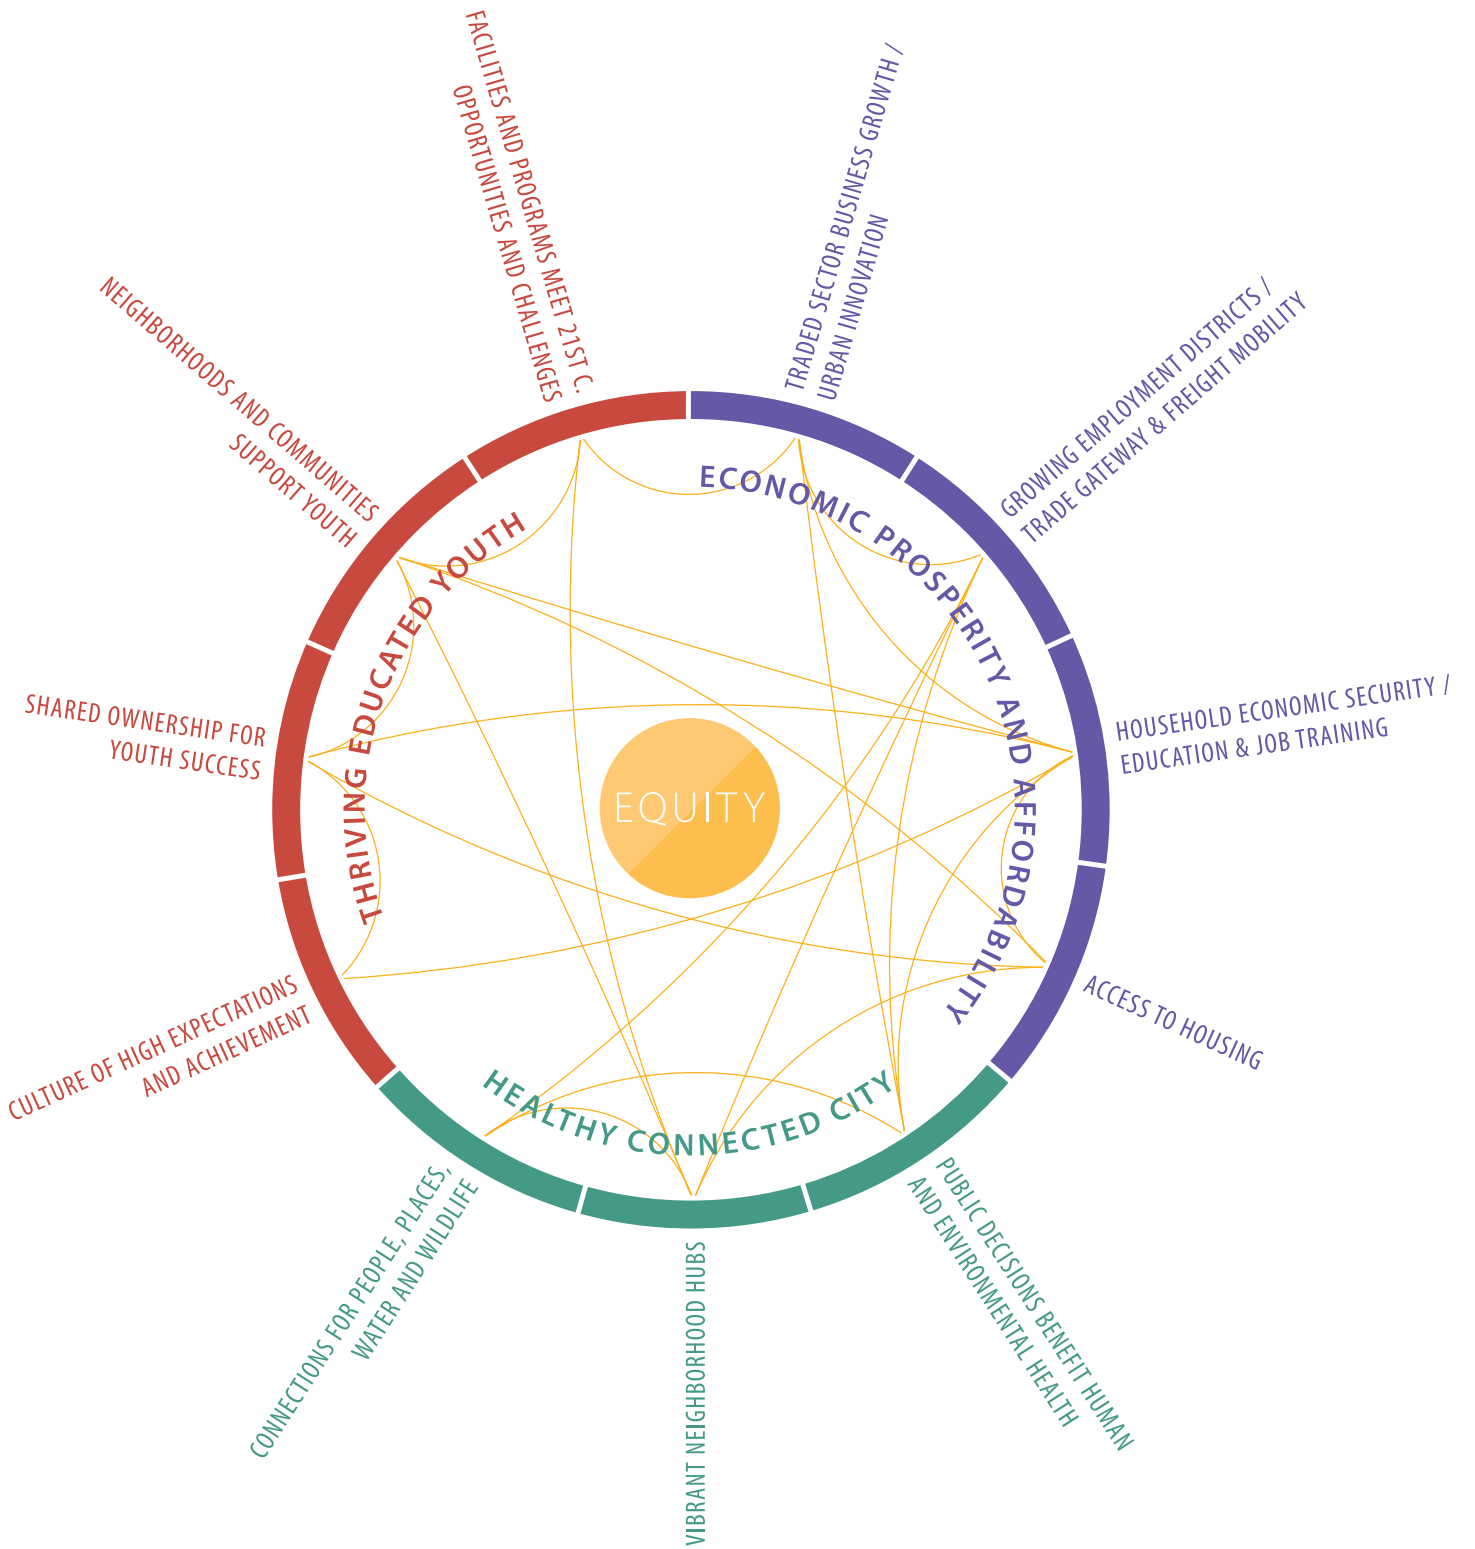 FACILITIES AND PROGRAMS MEET 21ST C.
OPPORTUNITIES AND CHALLENGES
TRADED SECTOR BUSINESS GROWTH /
URBAN INNOVATION
GROWING EMPLOYMENT DISTRICTS /
TRADE GATEWAY & FREIGHT MOBILITY
HOUSEHOLD ECONOMIC SECURITY /
EDUCATION & JOB TRAINING
ACCESS TO HOUSING
PUBLIC DECISIONS BENEFIT HUMAN
AND ENVIRONMENTAL HEALTH
VIBRANT NEIGHBORHOOD HUBS
CONNECTIONS FOR PEOPLE, PLACES,
WATER AND WILDLIFE
CULTURE OF HIGH EXPECTATIONS
AND ACHIEVEMENT
SHARED OWNERSHIP FOR
YOUTH SUCCESS
NEIGHBORHOODS AND COMMUNITIES
SUPPORT YOUTH
THRIVING EDUCATED YOUTH
ECONOMIC PROSPERITY AND AFFORDABILITY
HEALTHY CONNECTED CITY
EQUITY